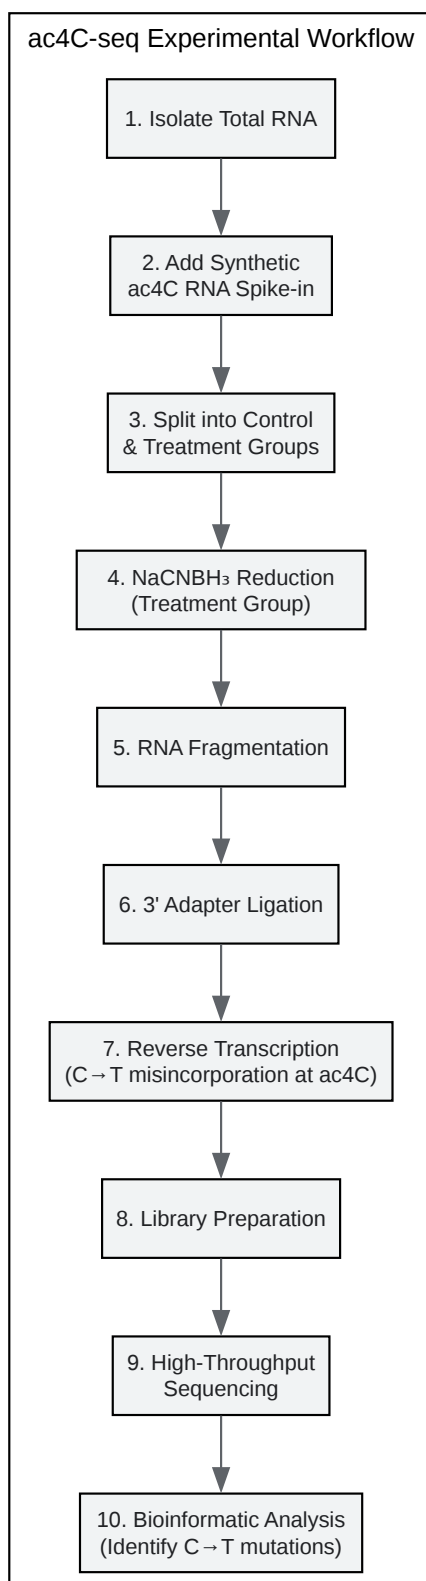 ac4C-seq Experimental Workflow
1. Isolate Total RNA
2. Add Synthetic
ac4C RNA Spike-in
3. Split into Control
& Treatment Groups
4. NaCNBH₃ Reduction
(Treatment Group)
5. RNA Fragmentation
6. 3' Adapter Ligation
7. Reverse Transcription
(C→T misincorporation at ac4C)
8. Library Preparation
9. High-Throughput
Sequencing
10. Bioinformatic Analysis
(Identify C→T mutations)